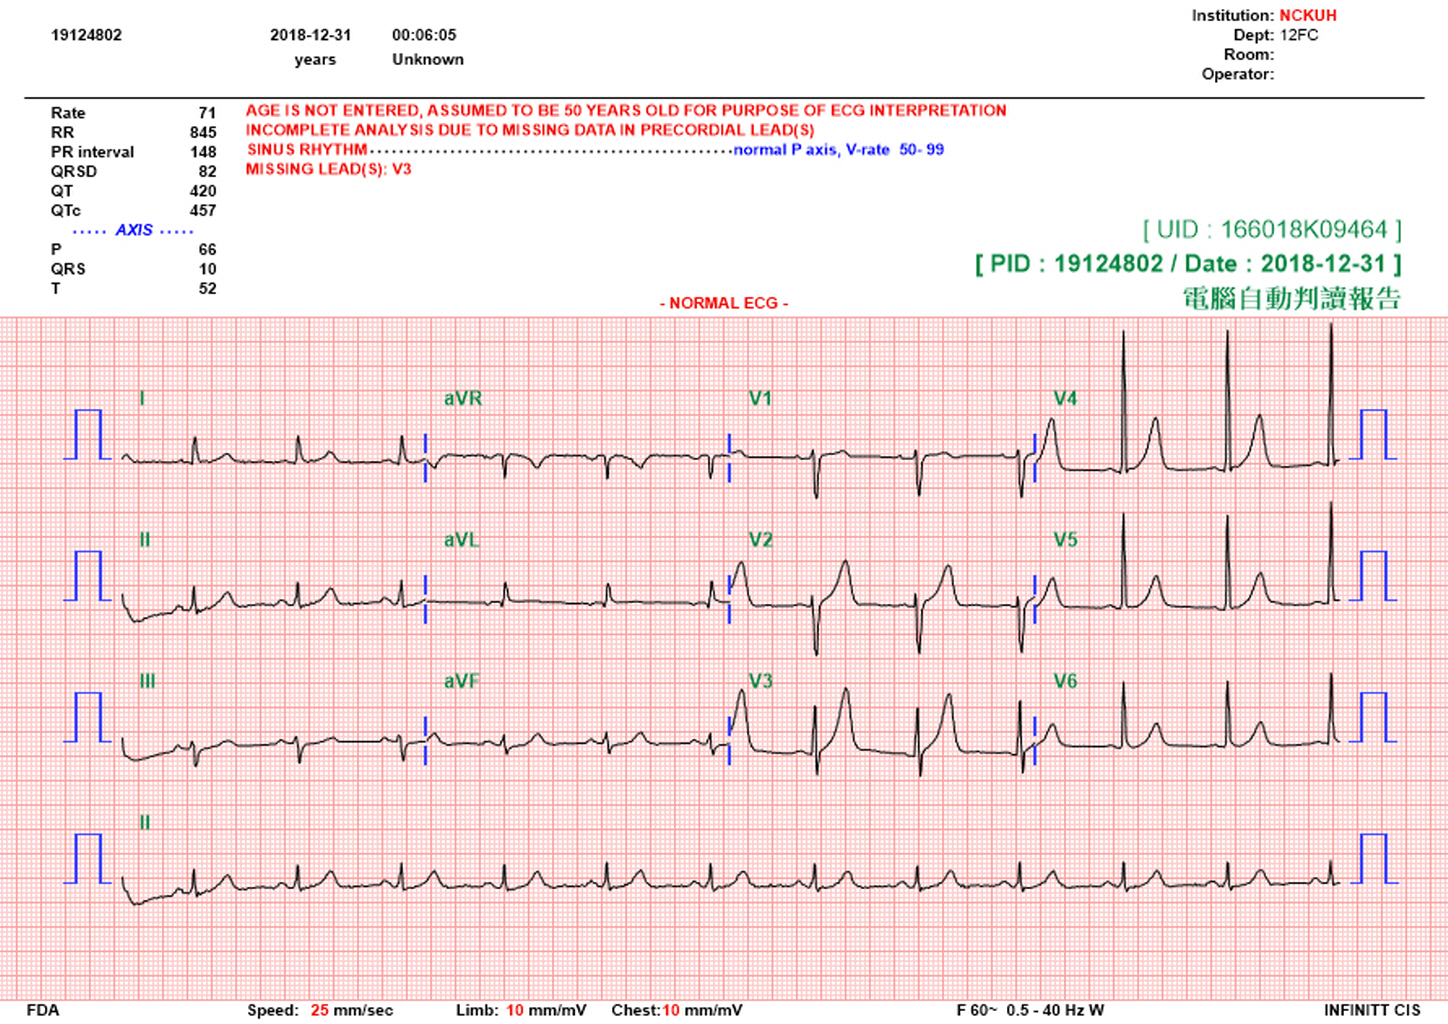 Institution: NCKUH
19124802 2018-12-31 00:06:05 Dept: 12FC
years Unknown Room:
Operator:
Rate 71 AGE IS NOT ENTERED, ASSUMED TO BE 50 YEARS OLD FOR PURPOSE OF ECG INTERPRETATION
RR 845 INCOMPLETE ANALYSIS DUE TO MISSING DATA IN PRECORDIAL LEAD(S)
PR interval 148 SINUS RHYTHM..............................................normal P axis, V-rate 50- 99
QRSD 82 MISSING LEAD(S): V3
QT 420
QTc 457
..... AXIS .....
[ UID : 166018K09464 ]
P 66
[ PID : 19124802 / Date : 2018-12-31 ]
QRS 10
T 52
電腦自動判讀報告
- NORMAL ECG -
I aVR V1 V4
II aVL V2 V5
III aVF V3 V6
II
FDA Speed: 25 mm/sec Limb: 10 mm/mV Chest:10 mm/mV F 60~ 0.5 - 40 Hz W INFINITT CIS